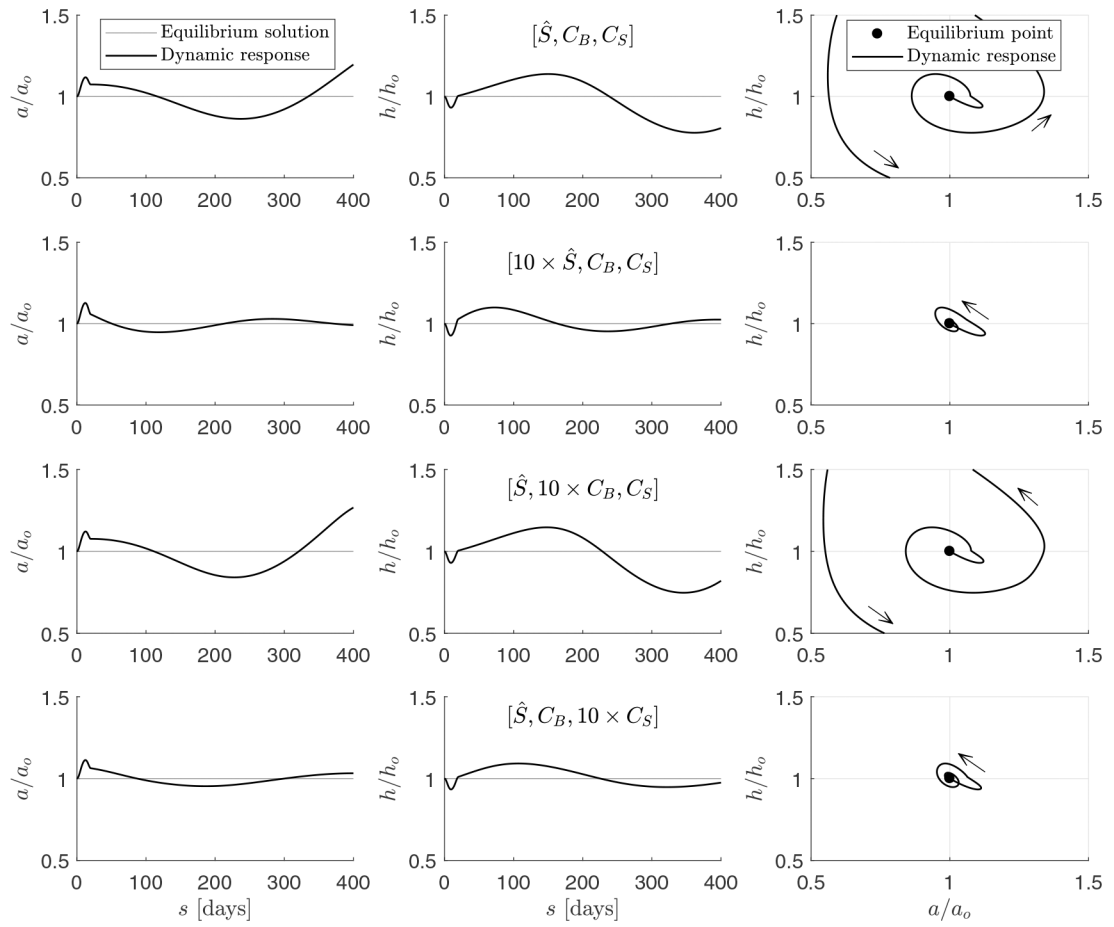 Equilibrium solution
Dynamic response
[Ŝ, C_B, C_S]
Equilibrium point
Dynamic response
a/a_o
1.5
1
0.5
0 100 200 300 400
h/h_o
1.5
1
0.5
0 100 200 300 400
h/h_o
1.5
1
0.5
0.5 1 1.5
[10 × Ŝ, C_B, C_S]
a/a_o
1.5
1
0.5
0 100 200 300 400
h/h_o
1.5
1
0.5
0 100 200 300 400
h/h_o
1.5
1
0.5
0.5 1 1.5
[Ŝ, 10 × C_B, C_S]
a/a_o
1.5
1
0.5
0 100 200 300 400
h/h_o
1.5
1
0.5
0 100 200 300 400
h/h_o
1.5
1
0.5
0.5 1 1.5
[Ŝ, C_B, 10 × C_S]
a/a_o
1.5
1
0.5
0 100 200 300 400
s [days]
h/h_o
1.5
1
0.5
0 100 200 300 400
s [days]
h/h_o
1.5
1
0.5
0.5 1 1.5
a/a_o